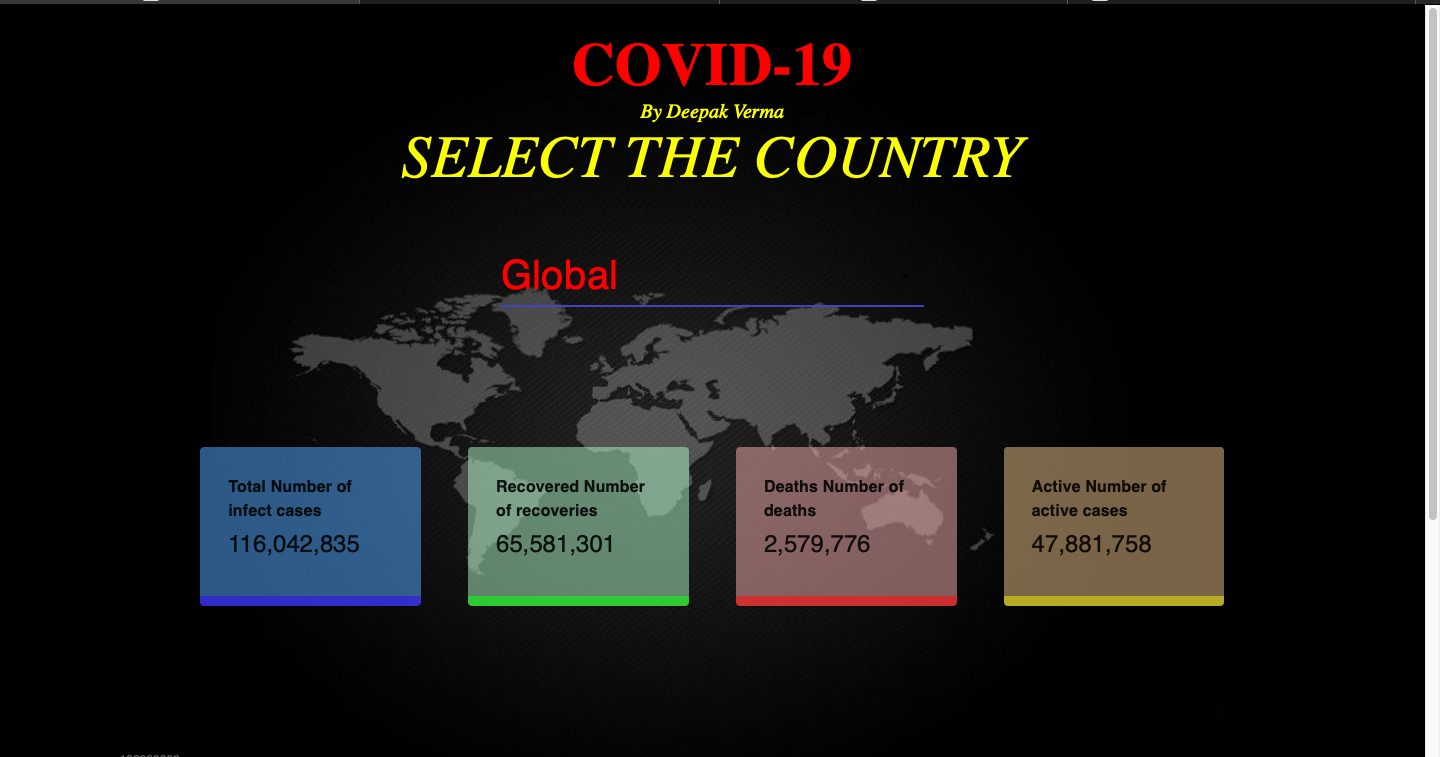 COVID-19
By Deepak Verma
SELECT THE COUNTRY
Global
Total Number of
infect cases
116,042,835
Recovered Number
of recoveries
65,581,301
Deaths Number of
deaths
2,579,776
Active Number of
active cases
47,881,758